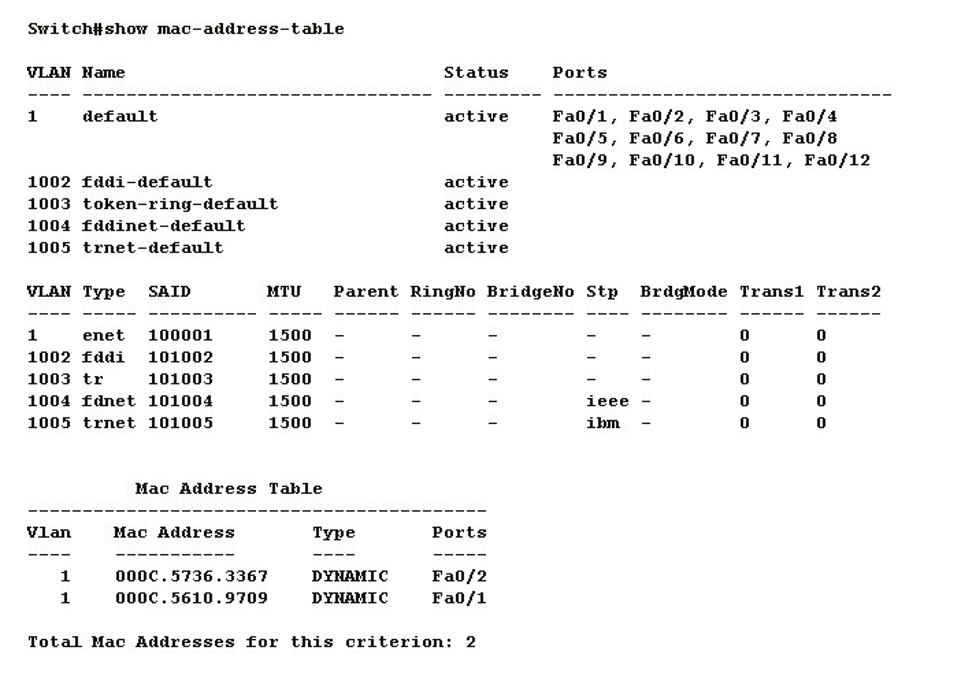 Switch#show mac-address-table
VLAN Name                             Status    Ports
---- -------------------------------- --------- -------------------------------
1    default                          active    Fa0/1, Fa0/2, Fa0/3, Fa0/4
                                                Fa0/5, Fa0/6, Fa0/7, Fa0/8
                                                Fa0/9, Fa0/10, Fa0/11, Fa0/12
1002 fddi-default                     active
1003 token-ring-default               active
1004 fddinet-default                  active
1005 trnet-default                    active
VLAN Type  SAID       MTU   Parent RingNo BridgeNo Stp  BrdgMode Trans1 Trans2
---- ----- ---------- ----- ------ ------ -------- ---- -------- ------ ------
1    enet  100001     1500  -      -      -        -    -        0      0
1002 fddi  101002     1500  -      -      -        -    -        0      0
1003 tr    101003     1500  -      -      -        -    -        0      0
1004 fdnet 101004     1500  -      -      -        ieee -        0      0
1005 trnet 101005     1500  -      -      -        ibm  -        0      0
          Mac Address Table
------------------------------------------
Vlan    Mac Address       Type       Ports
----    -----------       ----       -----
   1    000C.5736.3367    DYNAMIC    Fa0/2
   1    000C.5610.9709    DYNAMIC    Fa0/1
Total Mac Addresses for this criterion: 2